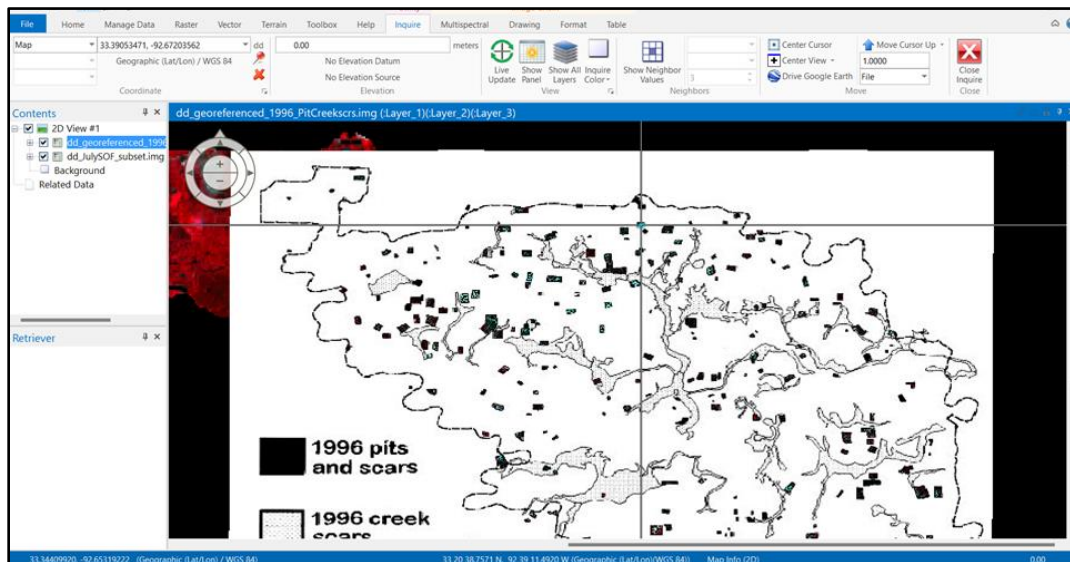 File Home Manage Data Raster Vector Terrain Toolbox Help Inquire Multispectral Drawing Format Table
Map 33.39053471, -92.67203562 dd 0.00 meters
Geographic (Lat/Lon) / WGS 84
No Elevation Datum
No Elevation Source
Live Update
Show Panel
Show All Layers
Inquire Color
Show Neighbor Values
3
Center Cursor
Center View
Drive Google Earth
Move Cursor Up
1.0000
File
Close Inquire
Coordinate Elevation View Neighbors Move Close
Contents
2D View #1
dd_georeferenced_1996
dd_JulySOF_subset.img
Background
Related Data
Retriever
dd_georeferenced_1996_PitCreekscrs.img (:Layer_1)(:Layer_2)(:Layer_3)
1996 pits
and scars
1996 creek
scars
33.34409920, -92.65319222 (Geographic (Lat/Lon) / WGS 84) 33 20 38.7571 N, 92 39 11.4920 W (Geographic (Lat/Lon)(WGS 84)) Map Info (2D) 0.00